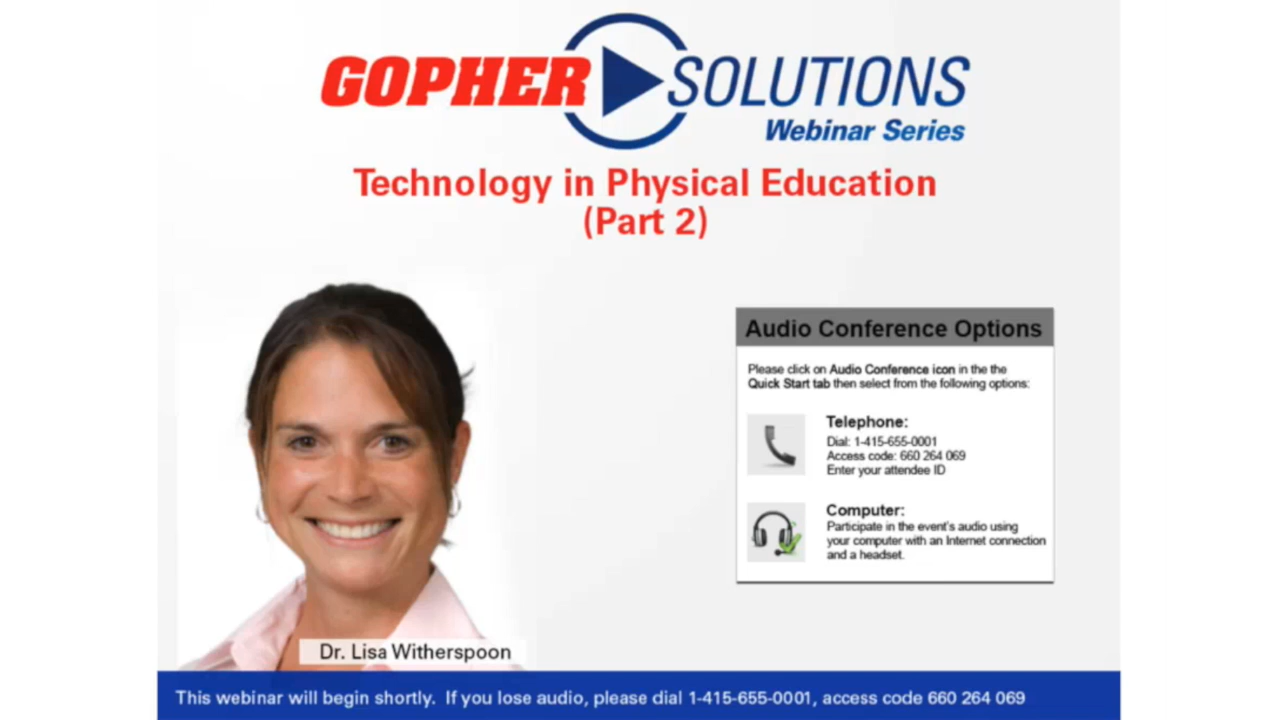 GOPHER SOLUTIONS
Webinar Series
Technology in Physical Education
(Part 2)
Audio Conference Options
Please click on Audio Conference icon in the the
Quick Start tab then select from the following options:
Telephone:
Dial: 1-415-655-0001
Access code: 660 264 069
Enter your attendee ID
Computer:
Participate in the event's audio using
your computer with an Internet connection
and a headset.
Dr. Lisa Witherspoon
This webinar will begin shortly. If you lose audio, please dial 1-415-655-0001, access code 660 264 069